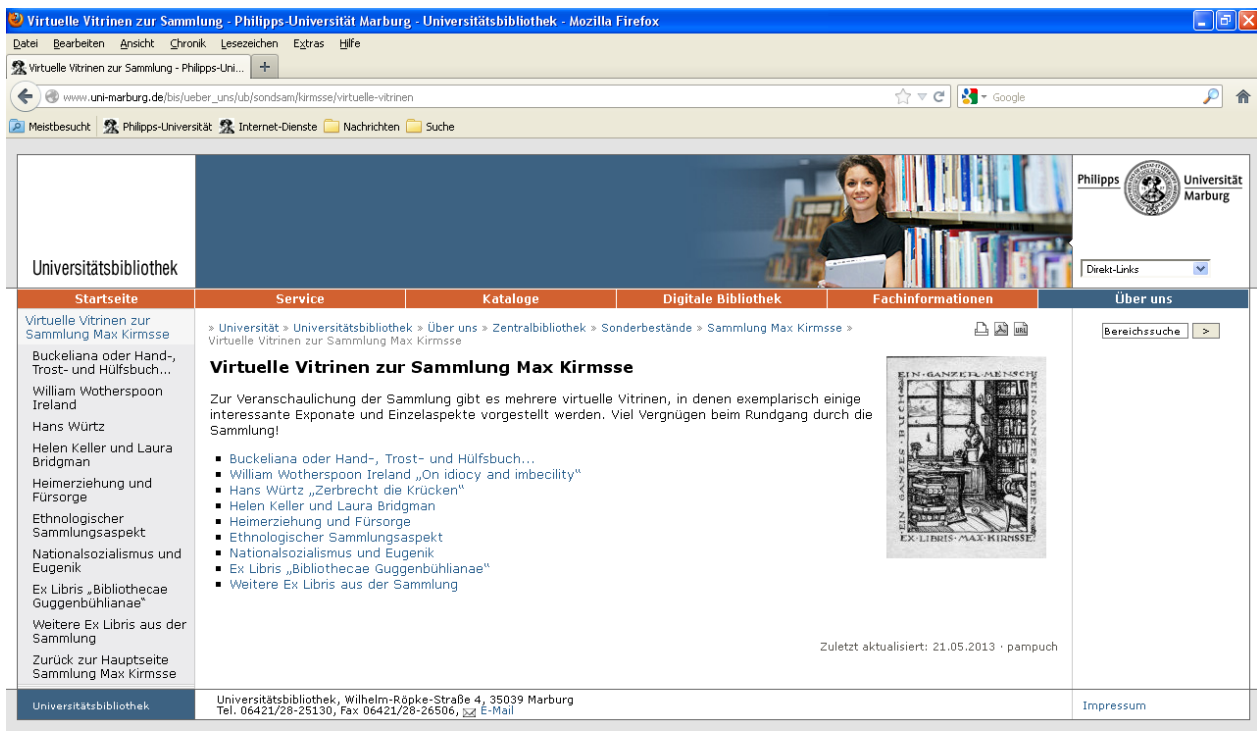 Virtuelle Vitrinen zur Sammlung - Philipps-Universität Marburg - Universitätsbibliothek - Mozilla Firefox
Datei Bearbeiten Ansicht Chronik Lesezeichen Extras Hilfe
Virtuelle Vitrinen zur Sammlung - Philipps-Uni... +
www.uni-marburg.de/bis/ueber_uns/ub/sondsam/kirmsse/virtuelle-vitrinen
Google
Meistbesucht Philipps-Universität Internet-Dienste Nachrichten Suche
Philipps Universität
Marburg
Universitätsbibliothek
Direkt-Links
Startseite Service Kataloge Digitale Bibliothek Fachinformationen Über uns
Virtuelle Vitrinen zur
Sammlung Max Kirmsse
Buckeliana oder Hand-,
Trost- und Hülfsbuch...
William Wotherspoon
Ireland
Hans Würtz
Helen Keller und Laura
Bridgman
Heimerziehung und
Fürsorge
Ethnologischer
Sammlungsaspekt
Nationalsozialismus und
Eugenik
Ex Libris „Bibliothecae
Guggenbühlianae“
Weitere Ex Libris aus der
Sammlung
Zurück zur Hauptseite
Sammlung Max Kirmsse
» Universität » Universitätsbibliothek » Über uns » Zentralbibliothek » Sonderbestände » Sammlung Max Kirmsse »
Virtuelle Vitrinen zur Sammlung Max Kirmsse
URL
Bereichssuche >
Virtuelle Vitrinen zur Sammlung Max Kirmsse
Zur Veranschaulichung der Sammlung gibt es mehrere virtuelle Vitrinen, in denen exemplarisch einige
interessante Exponate und Einzelaspekte vorgestellt werden. Viel Vergnügen beim Rundgang durch die
Sammlung!
Buckeliana oder Hand-, Trost- und Hülfsbuch...
William Wotherspoon Ireland „On idiocy and imbecility“
Hans Würtz „Zerbrecht die Krücken“
Helen Keller und Laura Bridgman
Heimerziehung und Fürsorge
Ethnologischer Sammlungsaspekt
Nationalsozialismus und Eugenik
Ex Libris „Bibliothecae Guggenbühlianae“
Weitere Ex Libris aus der Sammlung
EIN·GANZER·MENSCH
EIN·GANZES·BUCH
EIN·GANZES·LEBEN
EX·LIBRIS·MAX·KIRMSSE
Zuletzt aktualisiert: 21.05.2013 · pampuch
Universitätsbibliothek
Universitätsbibliothek, Wilhelm-Röpke-Straße 4, 35039 Marburg
Tel. 06421/28-25130, Fax 06421/28-26506, E-Mail
Impressum